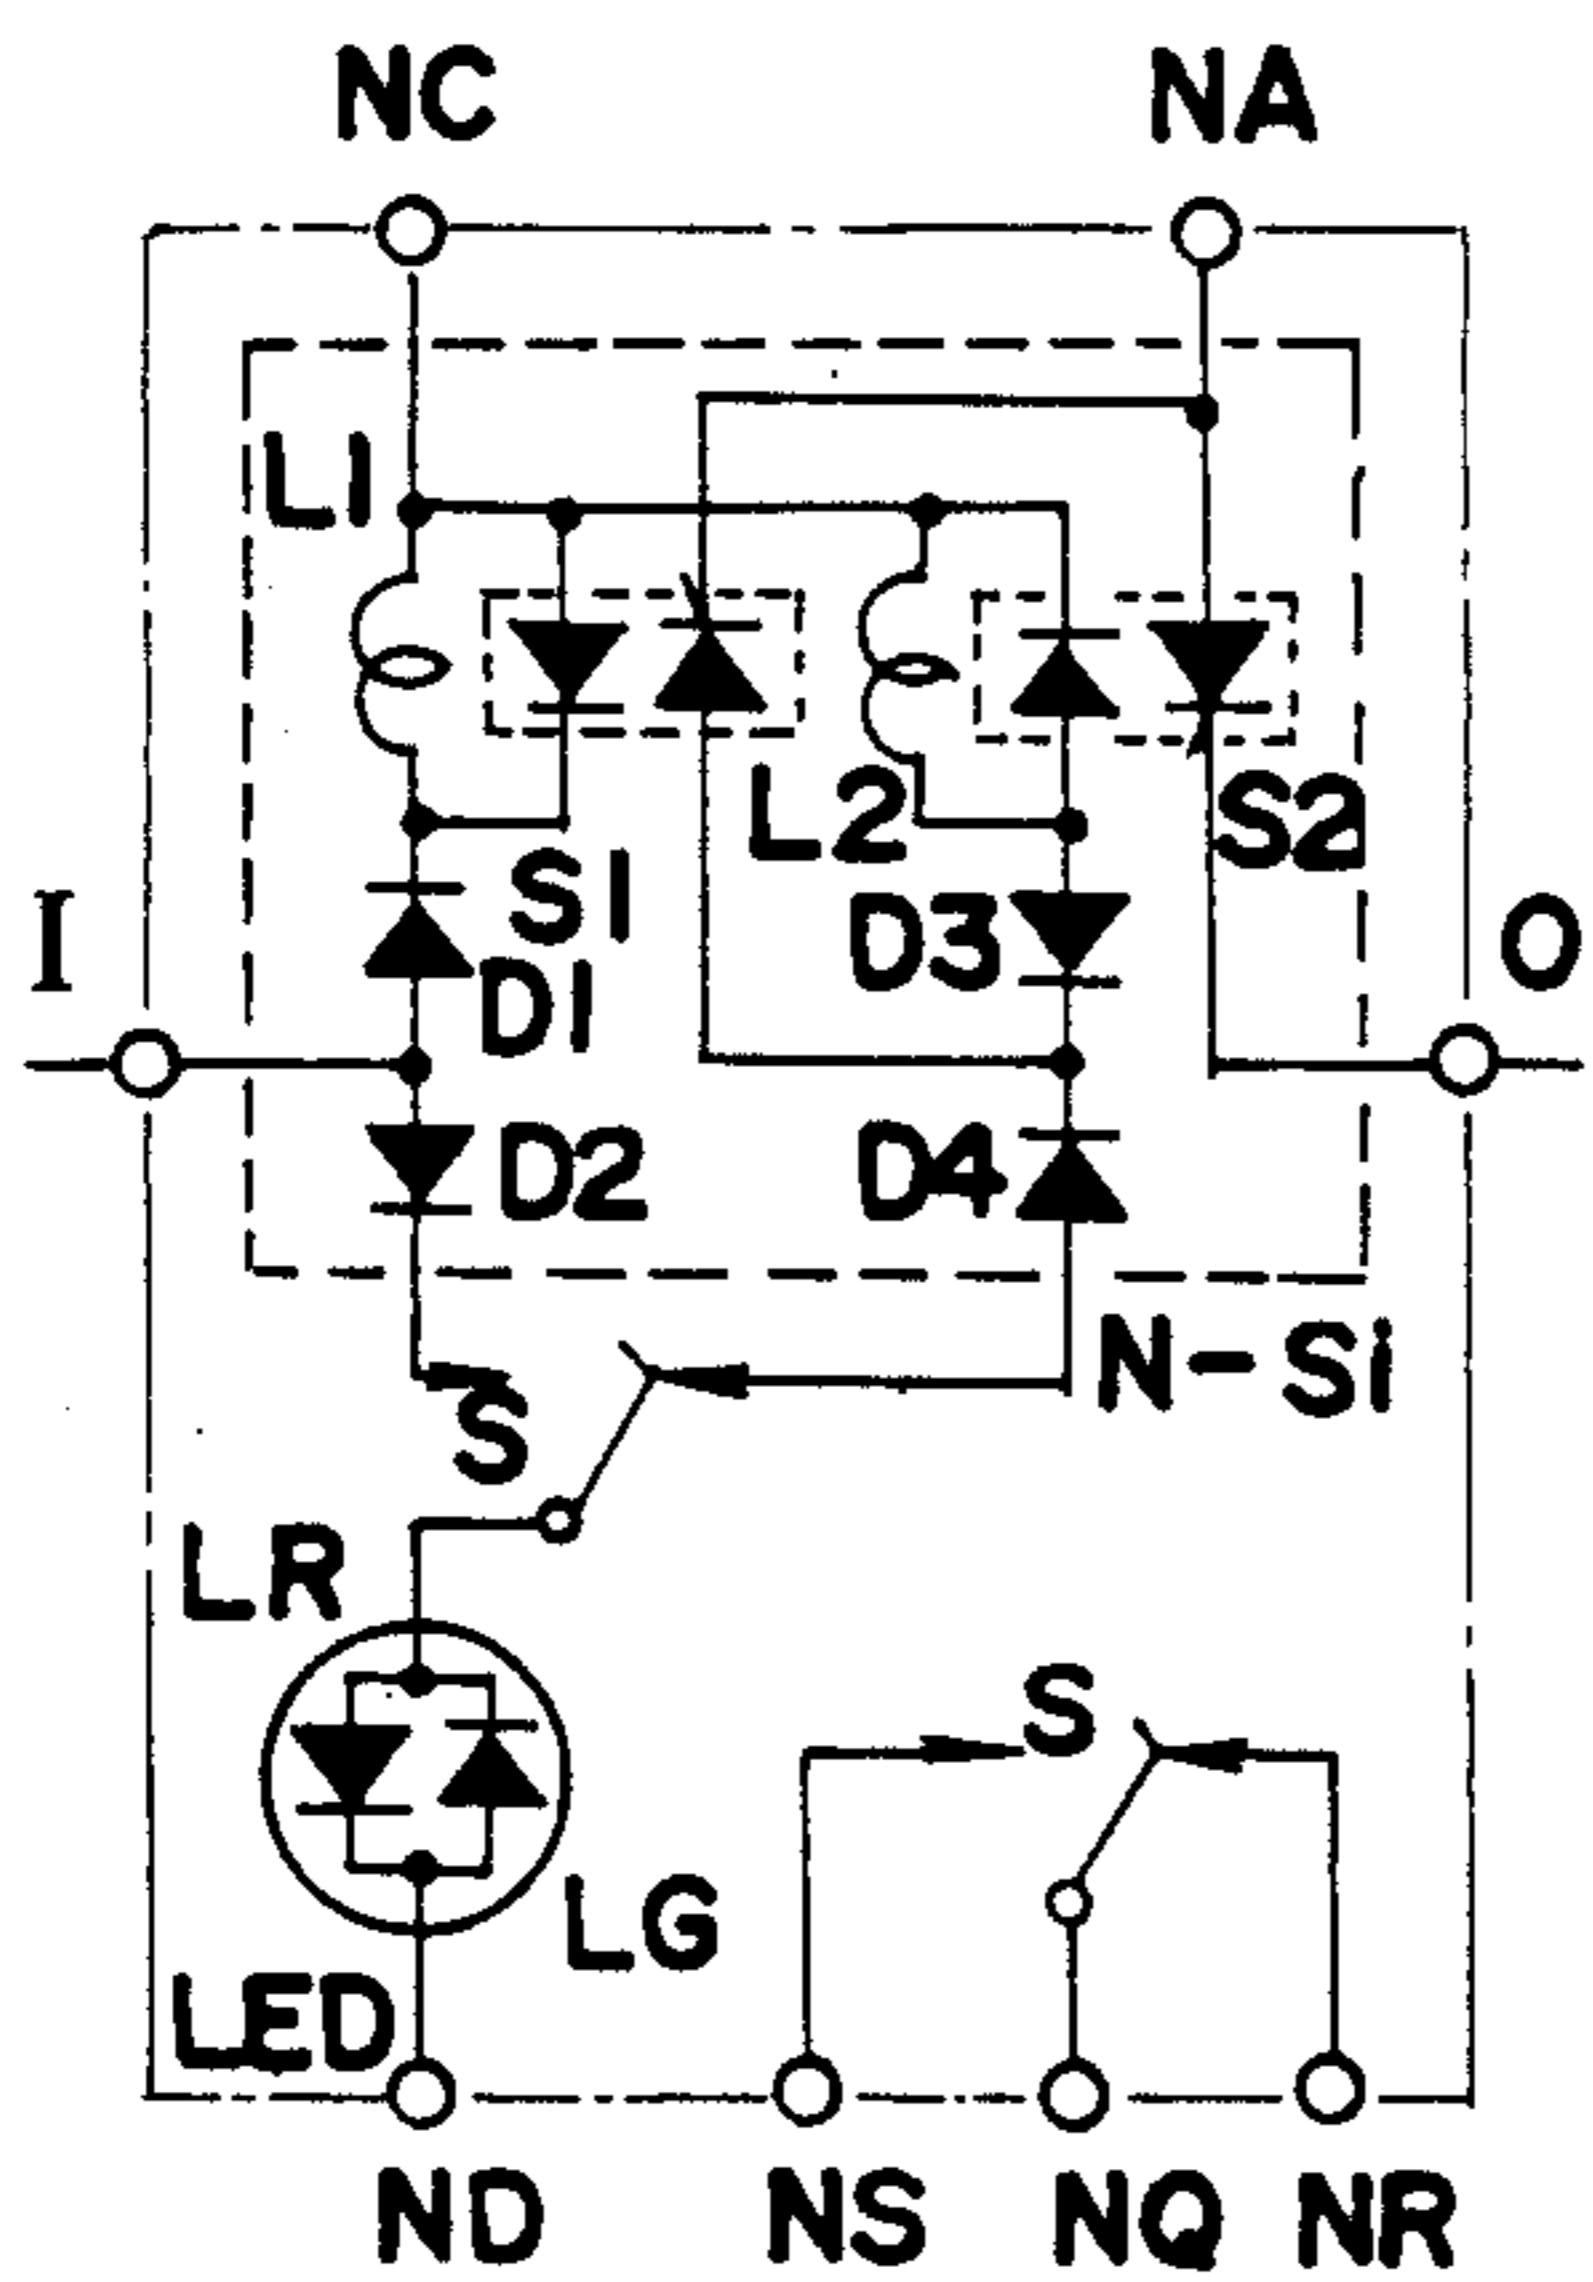 NC NA
L1
L2 S2
S1
I D3 O
D1
D2 D4
N-Si
S
LR
S
LG
LED
ND NS NQ NR